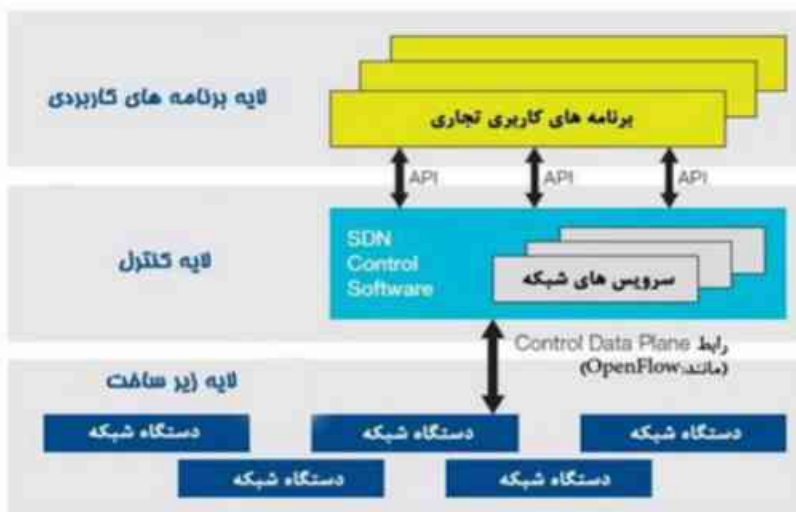 لایه برنامه های کاربردی
برنامه های کاربری تجاری
API
API
API
لایه کنترل
SDN
Control
Software
سرویس های شبکه
رابط Control Data Plane
(مانند:OpenFlow)
لایه زیر ساخت
دستگاه شبکه
دستگاه شبکه
دستگاه شبکه
دستگاه شبکه
دستگاه شبکه